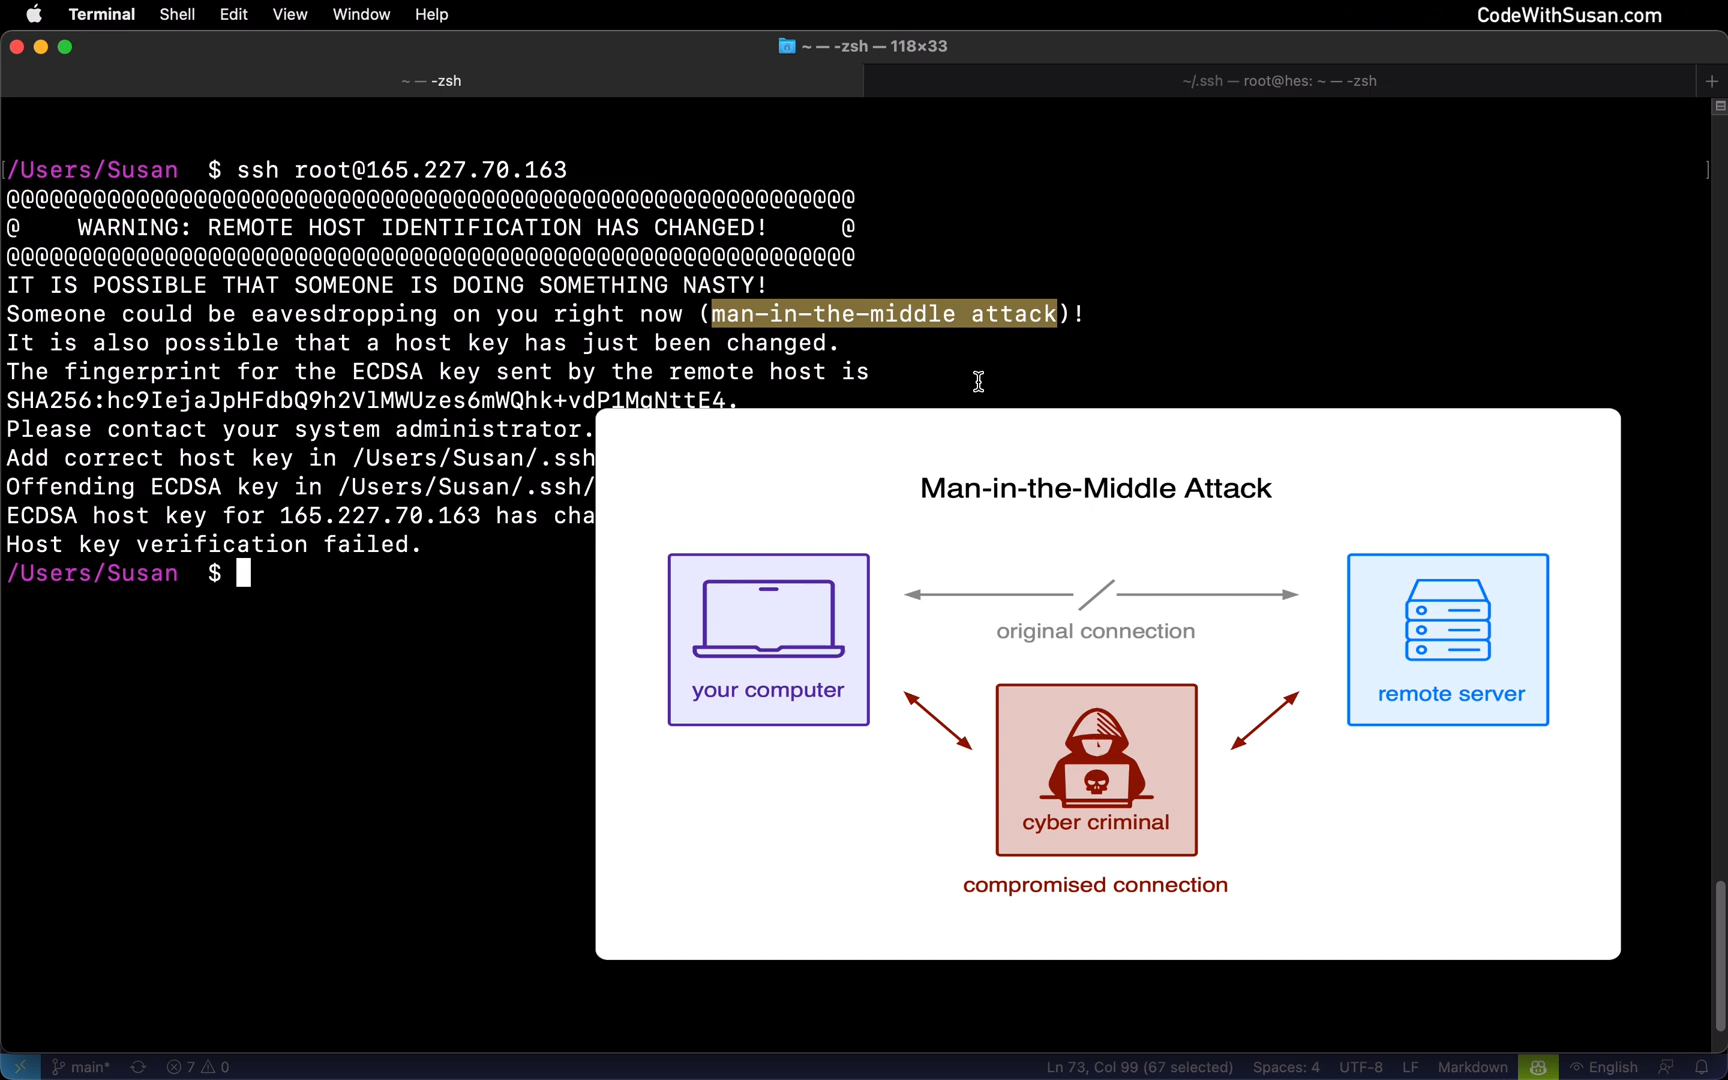 Terminal Shell Edit View Window Help CodeWithSusan.com
~ — -zsh — 118×33
~ — -zsh ~/.ssh — root@hes: ~ — -zsh +
/Users/Susan $ ssh root@165.227.70.163
@@@@@@@@@@@@@@@@@@@@@@@@@@@@@@@@@@@@@@@@@@@@@@@@@@@@@@@@@@@
@    WARNING: REMOTE HOST IDENTIFICATION HAS CHANGED!     @
@@@@@@@@@@@@@@@@@@@@@@@@@@@@@@@@@@@@@@@@@@@@@@@@@@@@@@@@@@@
IT IS POSSIBLE THAT SOMEONE IS DOING SOMETHING NASTY!
Someone could be eavesdropping on you right now (man-in-the-middle attack)!
It is also possible that a host key has just been changed.
The fingerprint for the ECDSA key sent by the remote host is
SHA256:hc9IejaJpHFdbQ9h2VlMWUzes6mWQhk+vdP1MgNttE4.
Please contact your system administrator.
Add correct host key in /Users/Susan/.ssh
Offending ECDSA key in /Users/Susan/.ssh/
ECDSA host key for 165.227.70.163 has cha
Host key verification failed.
/Users/Susan $
Man-in-the-Middle Attack
original connection
your computer
remote server
cyber criminal
compromised connection
main* 7 0 Ln 73, Col 99 (67 selected) Spaces: 4 UTF-8 LF Markdown English